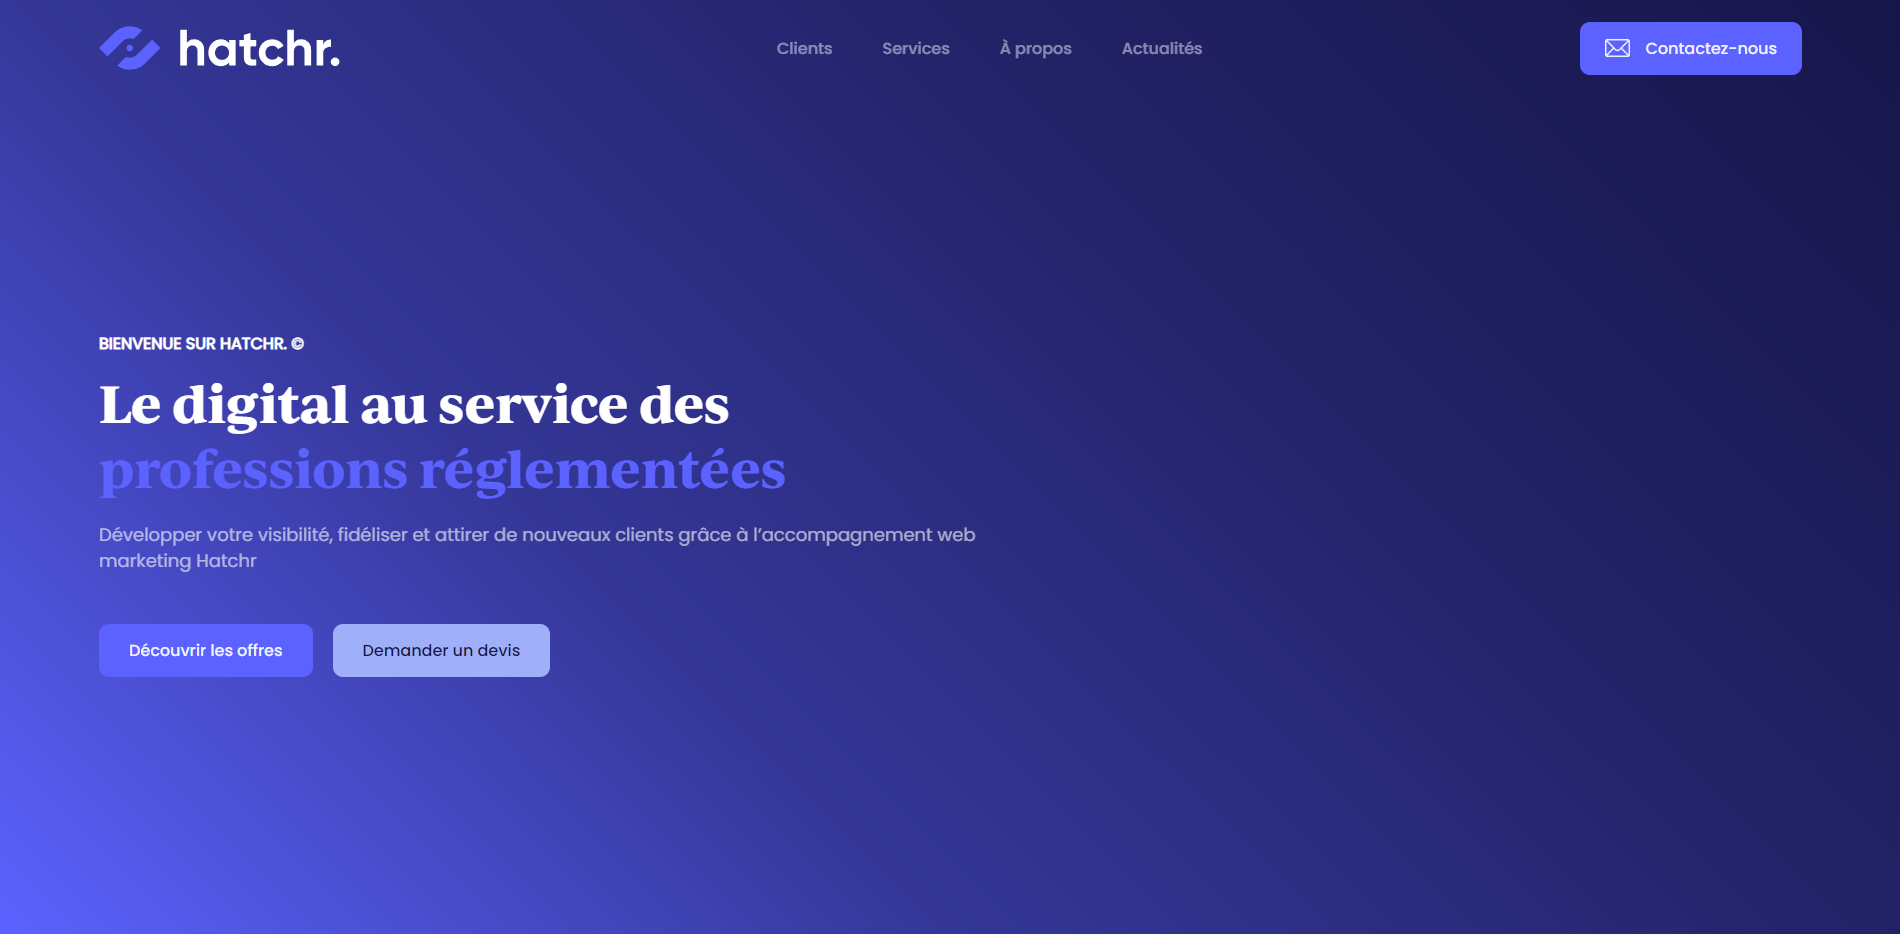 hatchr.
Clients
Services
À propos
Actualités
Contactez-nous
BIENVENUE SUR HATCHR. ©
Le digital au service des
professions réglementées
Développer votre visibilité, fidéliser et attirer de nouveaux clients grâce à l’accompagnement web
marketing Hatchr
Découvrir les offres
Demander un devis